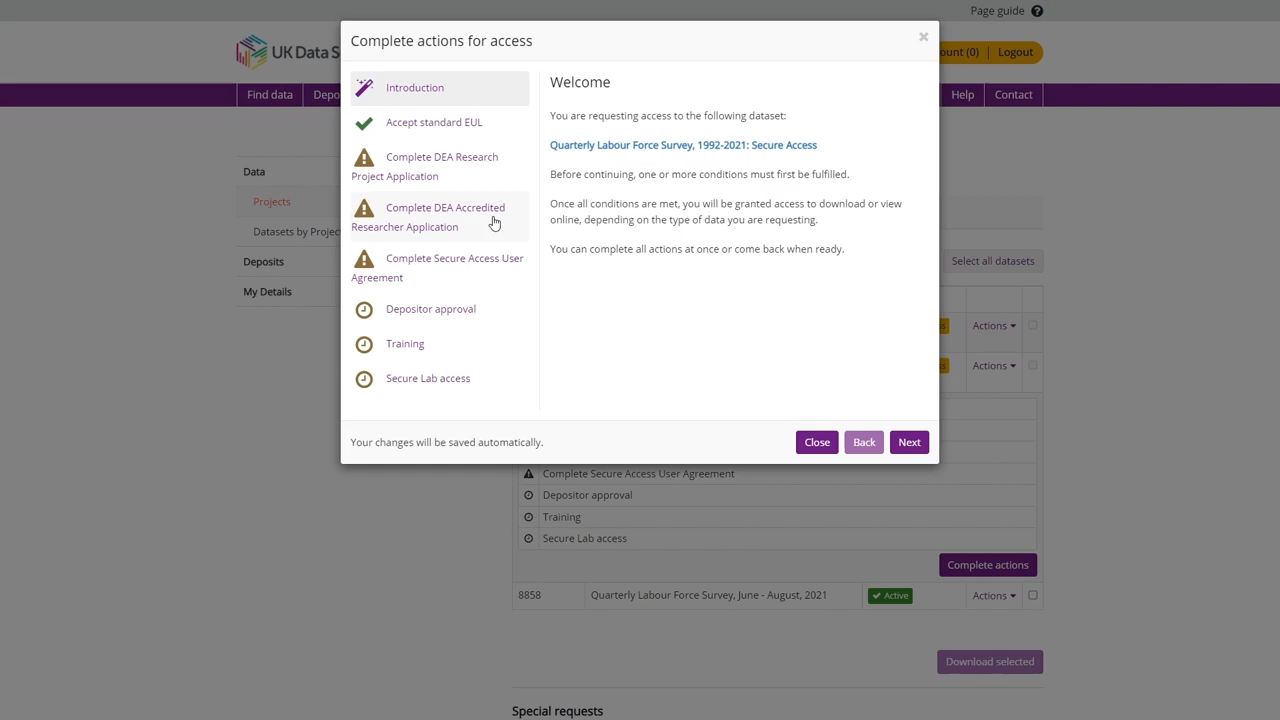 Page guide
Complete actions for access
UK Data S
ount (0)
Logout
Find data
Depo
Help
Contact
Introduction
Accept standard EUL
Complete DEA Research
Project Application
Complete DEA Accredited
Researcher Application
Complete Secure Access User
Agreement
Depositor approval
Training
Secure Lab access
Welcome
You are requesting access to the following dataset:
Quarterly Labour Force Survey, 1992-2021: Secure Access
Before continuing, one or more conditions must first be fulfilled.
Once all conditions are met, you will be granted access to download or view
online, depending on the type of data you are requesting.
You can complete all actions at once or come back when ready.
Your changes will be saved automatically.
Close
Back
Next
Data
Projects
Datasets by Projec
Deposits
My Details
Select all datasets
Actions
Actions
Complete Secure Access User Agreement
Depositor approval
Training
Secure Lab access
Complete actions
8858
Quarterly Labour Force Survey, June - August, 2021
Active
Actions
Download selected
Special requests